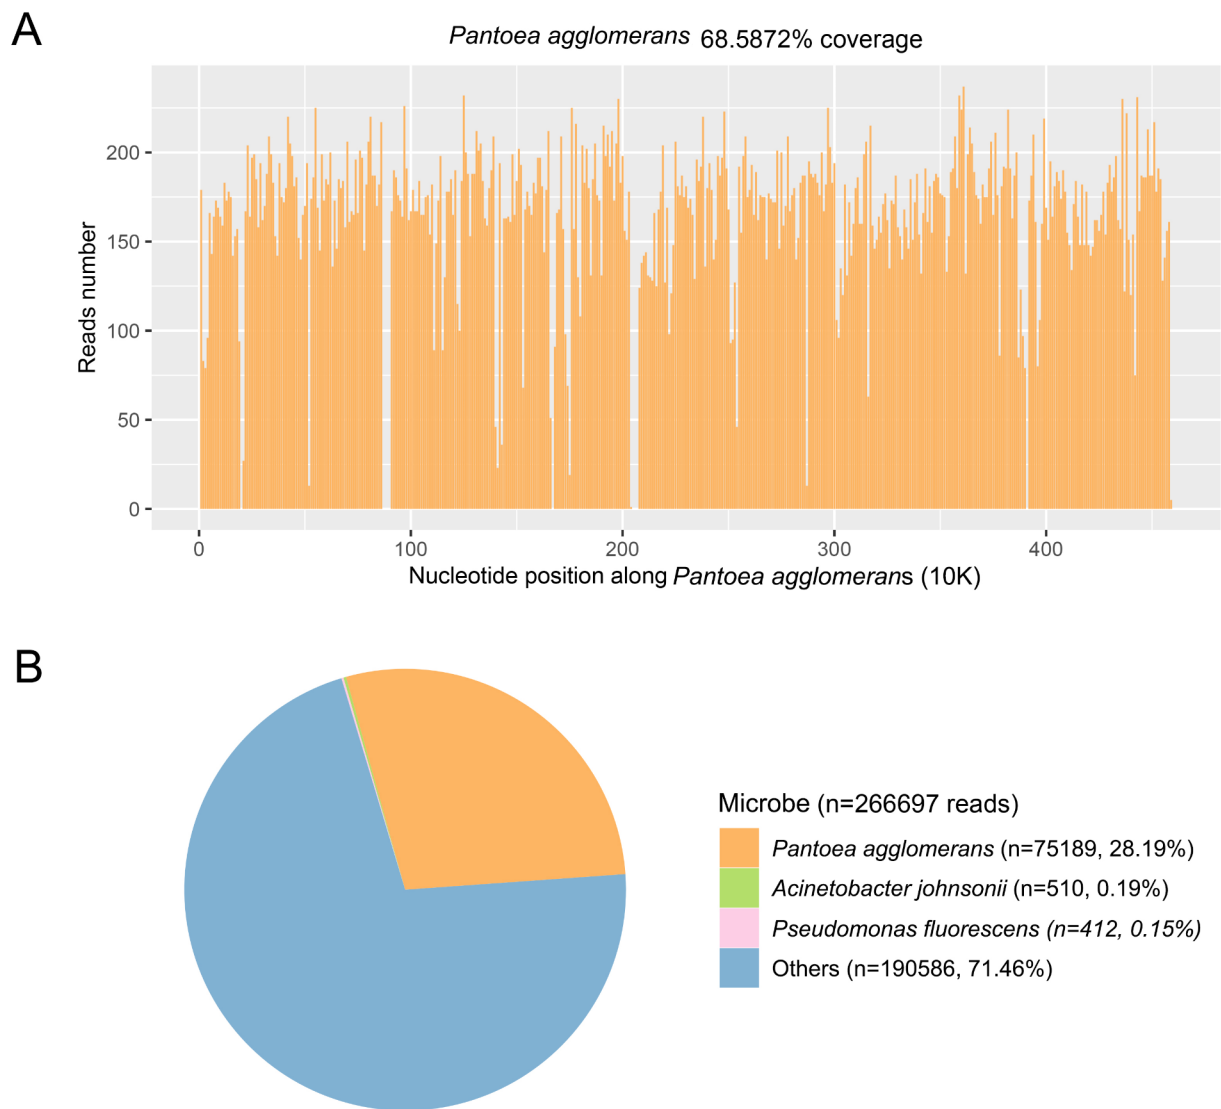 A
Pantoea agglomerans 68.5872% coverage
Reads number
200
150
100
50
0
0 100 200 300 400
Nucleotide position along Pantoea agglomerans (10K)
B
Microbe (n=266697 reads)
Pantoea agglomerans (n=75189, 28.19%)
Acinetobacter johnsonii (n=510, 0.19%)
Pseudomonas fluorescens (n=412, 0.15%)
Others (n=190586, 71.46%)